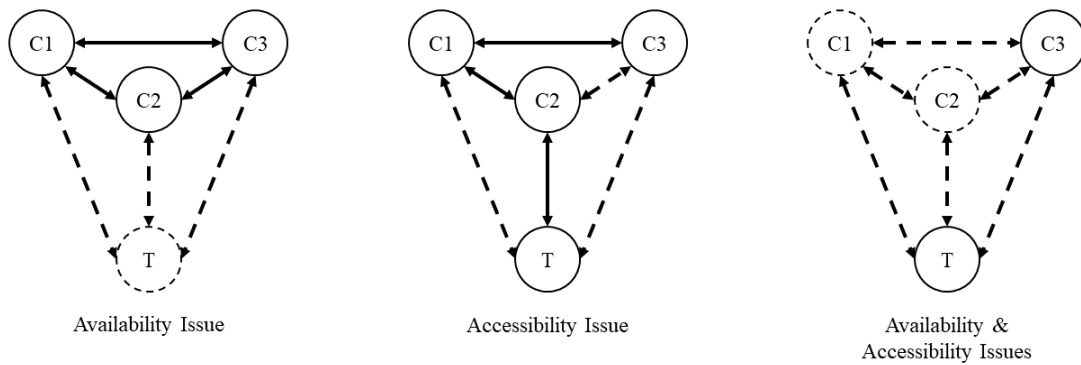 C1
C3
C2
T
Availability Issue
C1
C3
C2
T
Accessibility Issue
C1
C3
C2
T
Availability &
Accessibility Issues